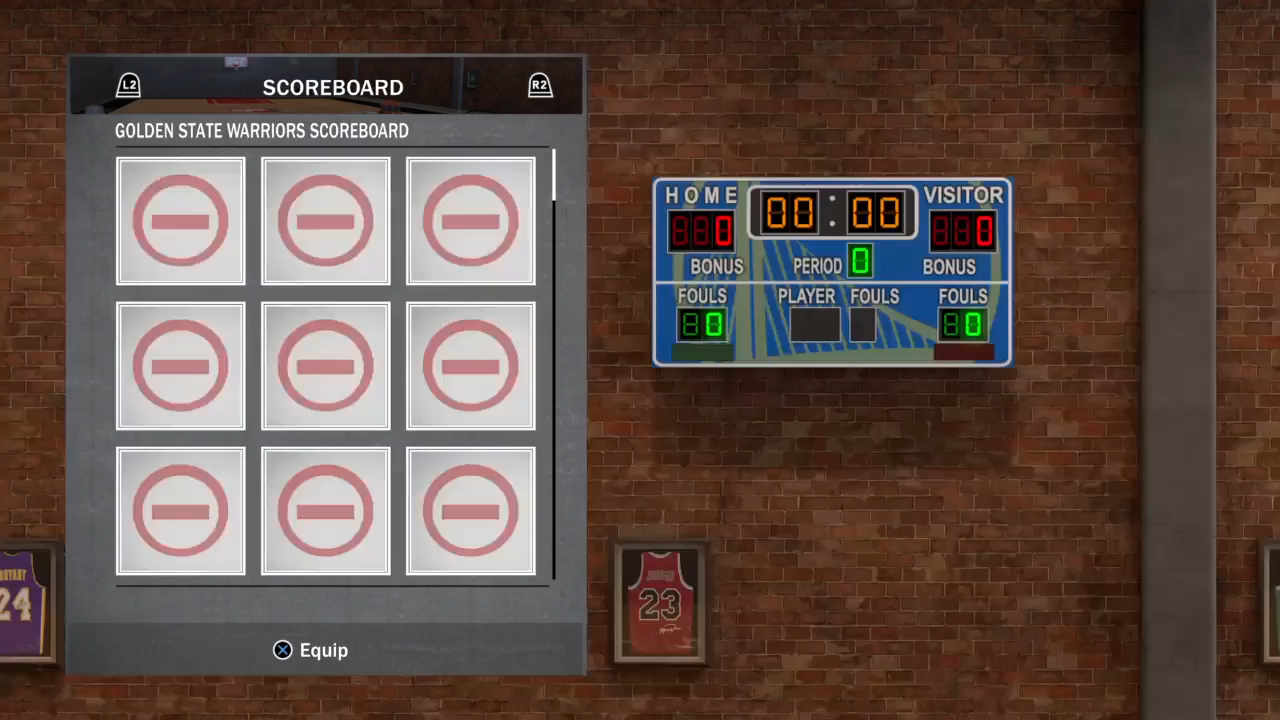 L2
SCOREBOARD
R2
GOLDEN STATE WARRIORS SCOREBOARD
HOME
00:00
VISITOR
0
0
BONUS
PERIOD 0
BONUS
FOULS
PLAYER FOULS
FOULS
0
0
24
23
Equip